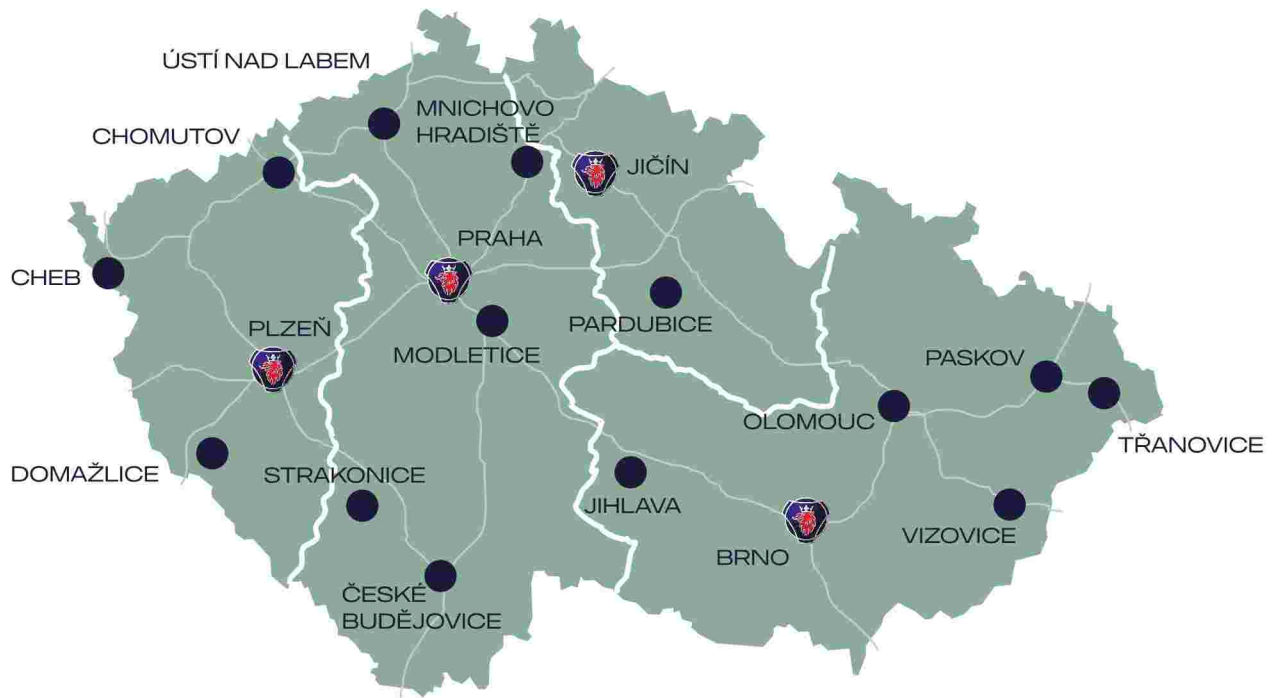 ÚSTÍ NAD LABEM
MNICHOVO
HRADIŠTĚ
CHOMUTOV
JIČÍN
PRAHA
CHEB
PLZEŇ
MODLETICE
PARDUBICE
PASKOV
OLOMOUC
TŘANOVICE
DOMAŽLICE
STRAKONICE
JIHLAVA
VIZOVICE
BRNO
ČESKÉ
BUDĚJOVICE